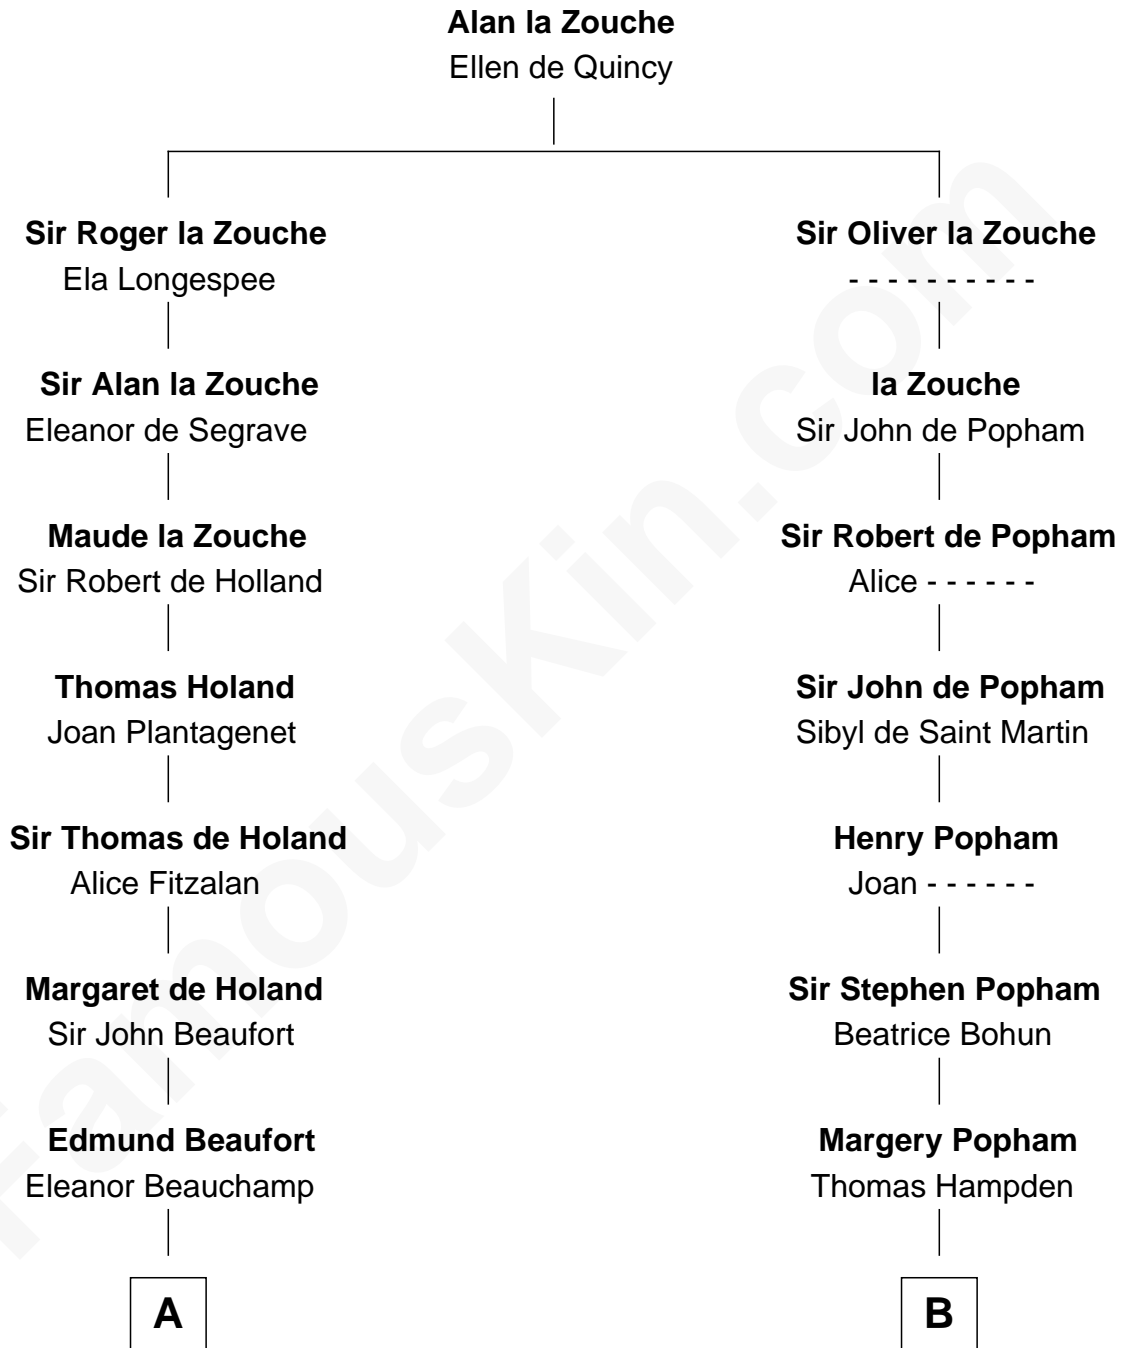 Alan la Zouche
Ellen de Quincy
Sir Roger la Zouche
Ela Longespee
Sir Alan la Zouche
Eleanor de Segrave
Maude la Zouche
Sir Robert de Holland
Thomas Holand
Joan Plantagenet
Sir Thomas de Holand
Alice Fitzalan
Margaret de Holand
Sir John Beaufort
Edmund Beaufort
Eleanor Beauchamp
A
Sir Oliver la Zouche
- - - - - - - - - -
la Zouche
Sir John de Popham
Sir Robert de Popham
Alice - - - - - -
Sir John de Popham
Sibyl de Saint Martin
Henry Popham
Joan - - - - - -
Sir Stephen Popham
Beatrice Bohun
Margery Popham
Thomas Hampden
B
FamousKin.com